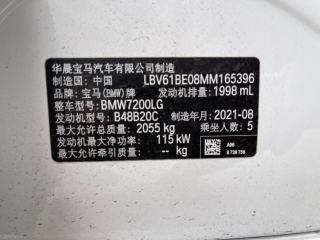 华晨宝马汽车有限公司制造
制造国: 中国 LBV61BE08MM165396
品牌: 宝马(BMW)牌 发动机排量: 1998 mL
整车型号: BMW7200LG
发动机型号: B48B20C 制造年月: 2021-08
最大允许总质量: 2055 kg 乘坐人数: 5
发动机最大净功率: 115 kW
最大允许牵引质量: -- kg
A96
8 738 758